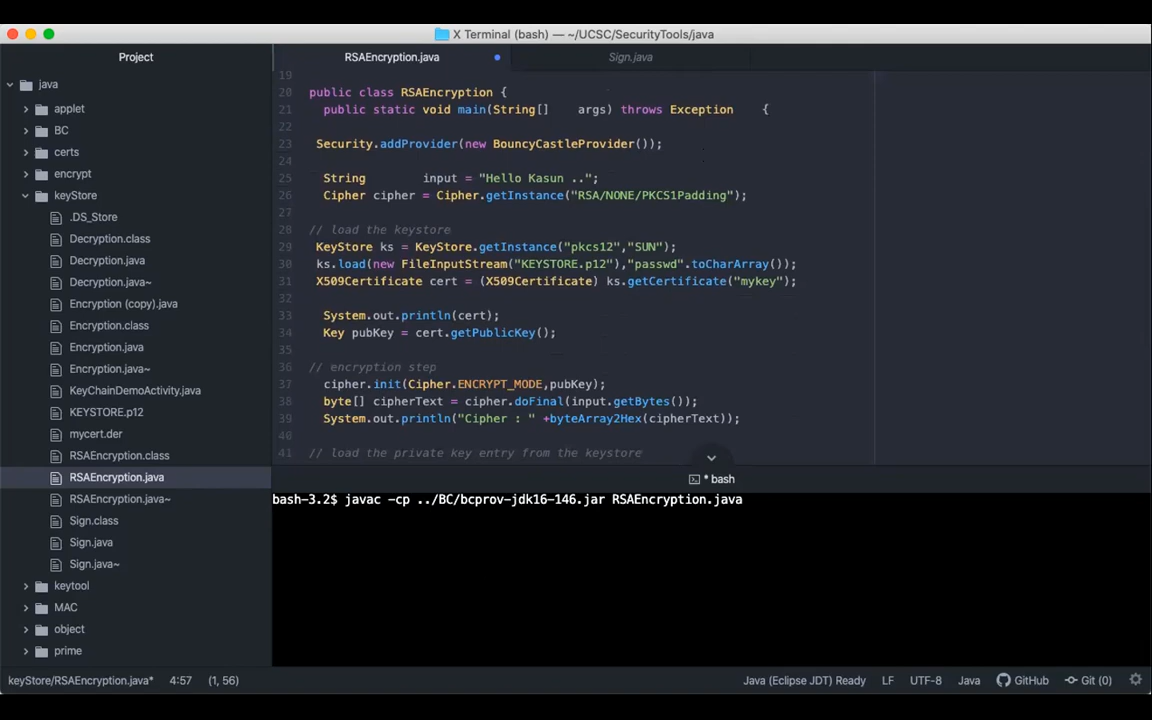 X Terminal (bash) — ~/UCSC/SecurityTools/java
Project
RSAEncryption.java
Sign.java
java
applet
BC
certs
encrypt
keyStore
.DS_Store
Decryption.class
Decryption.java
Decryption.java~
Encryption (copy).java
Encryption.class
Encryption.java
Encryption.java~
KeyChainDemoActivity.java
KEYSTORE.p12
mycert.der
RSAEncryption.class
RSAEncryption.java
RSAEncryption.java~
Sign.class
Sign.java
Sign.java~
keytool
MAC
object
prime
19
20 public class RSAEncryption {
21 public static void main(String[] args) throws Exception {
22
23 Security.addProvider(new BouncyCastleProvider());
24
25 String input = "Hello Kasun ..";
26 Cipher cipher = Cipher.getInstance("RSA/NONE/PKCS1Padding");
27
28 // load the keystore
29 KeyStore ks = KeyStore.getInstance("pkcs12","SUN");
30 ks.load(new FileInputStream("KEYSTORE.p12"),"passwd".toCharArray());
31 X509Certificate cert = (X509Certificate) ks.getCertificate("mykey");
32
33 System.out.println(cert);
34 Key pubKey = cert.getPublicKey();
35
36 // encryption step
37 cipher.init(Cipher.ENCRYPT_MODE,pubKey);
38 byte[] cipherText = cipher.doFinal(input.getBytes());
39 System.out.println("Cipher : " +byteArray2Hex(cipherText));
40
41 // load the private key entry from the keystore
* bash
bash-3.2$ javac -cp ../BC/bcprov-jdk16-146.jar RSAEncryption.java
keyStore/RSAEncryption.java* 4:57 (1, 56) Java (Eclipse JDT) Ready LF UTF-8 Java GitHub Git (0)